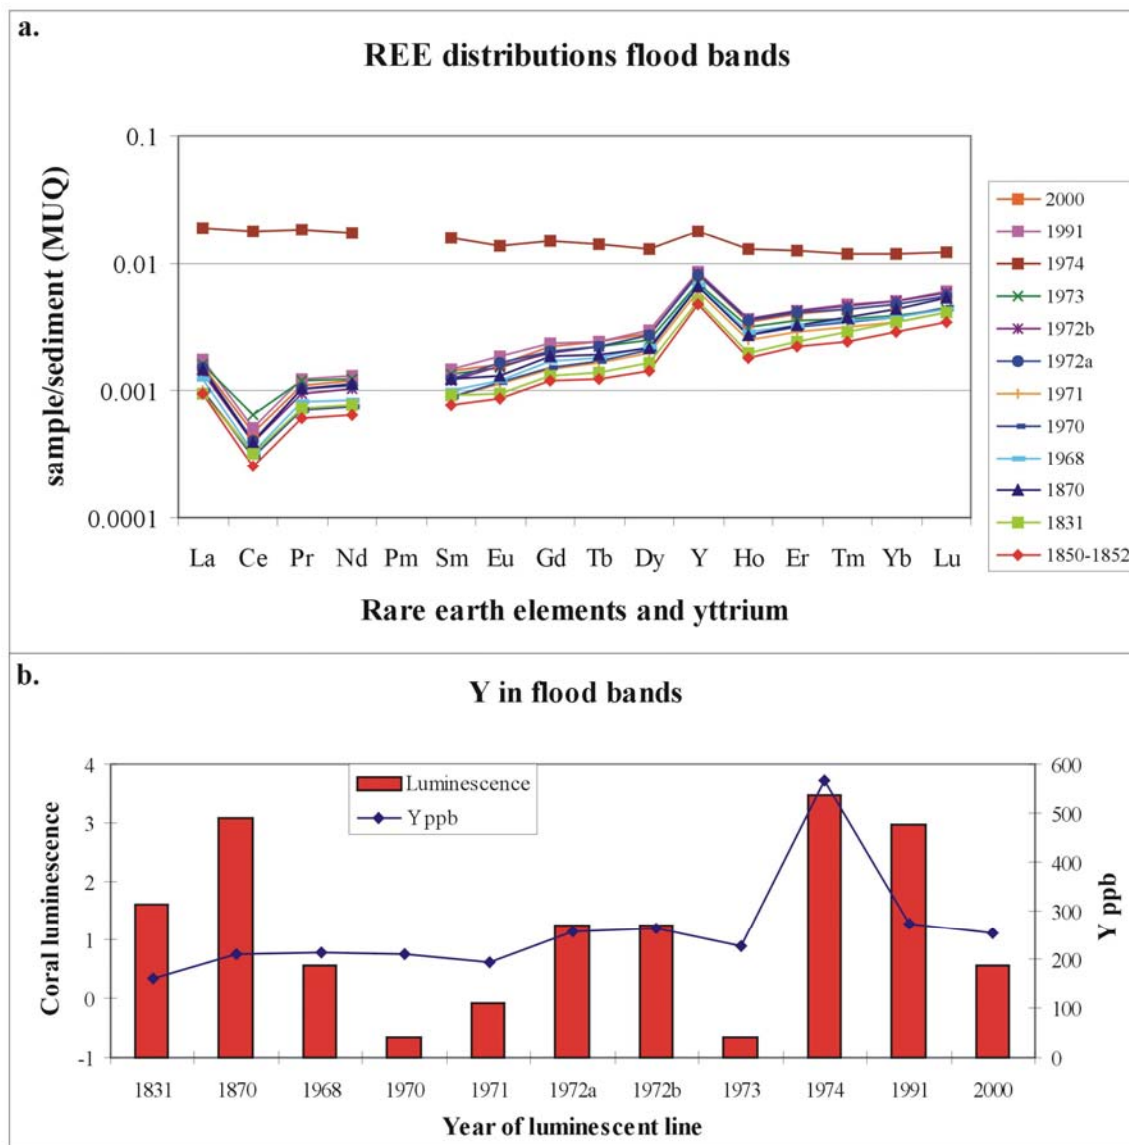 a.
REE distributions flood bands
sample/sediment (MUQ)
0.1
0.01
0.001
0.0001
La Ce Pr Nd Pm Sm Eu Gd Tb Dy Y Ho Er Tm Yb Lu
Rare earth elements and yttrium
2000
1991
1974
1973
1972b
1972a
1971
1970
1968
1870
1831
1850-1852
b.
Y in flood bands
Coral luminescence
4
3
2
1
0
-1
Luminescence
Y ppb
600
500
400
300
200
100
0
Y ppb
1831 1870 1968 1970 1971 1972a 1972b 1973 1974 1991 2000
Year of luminescent line